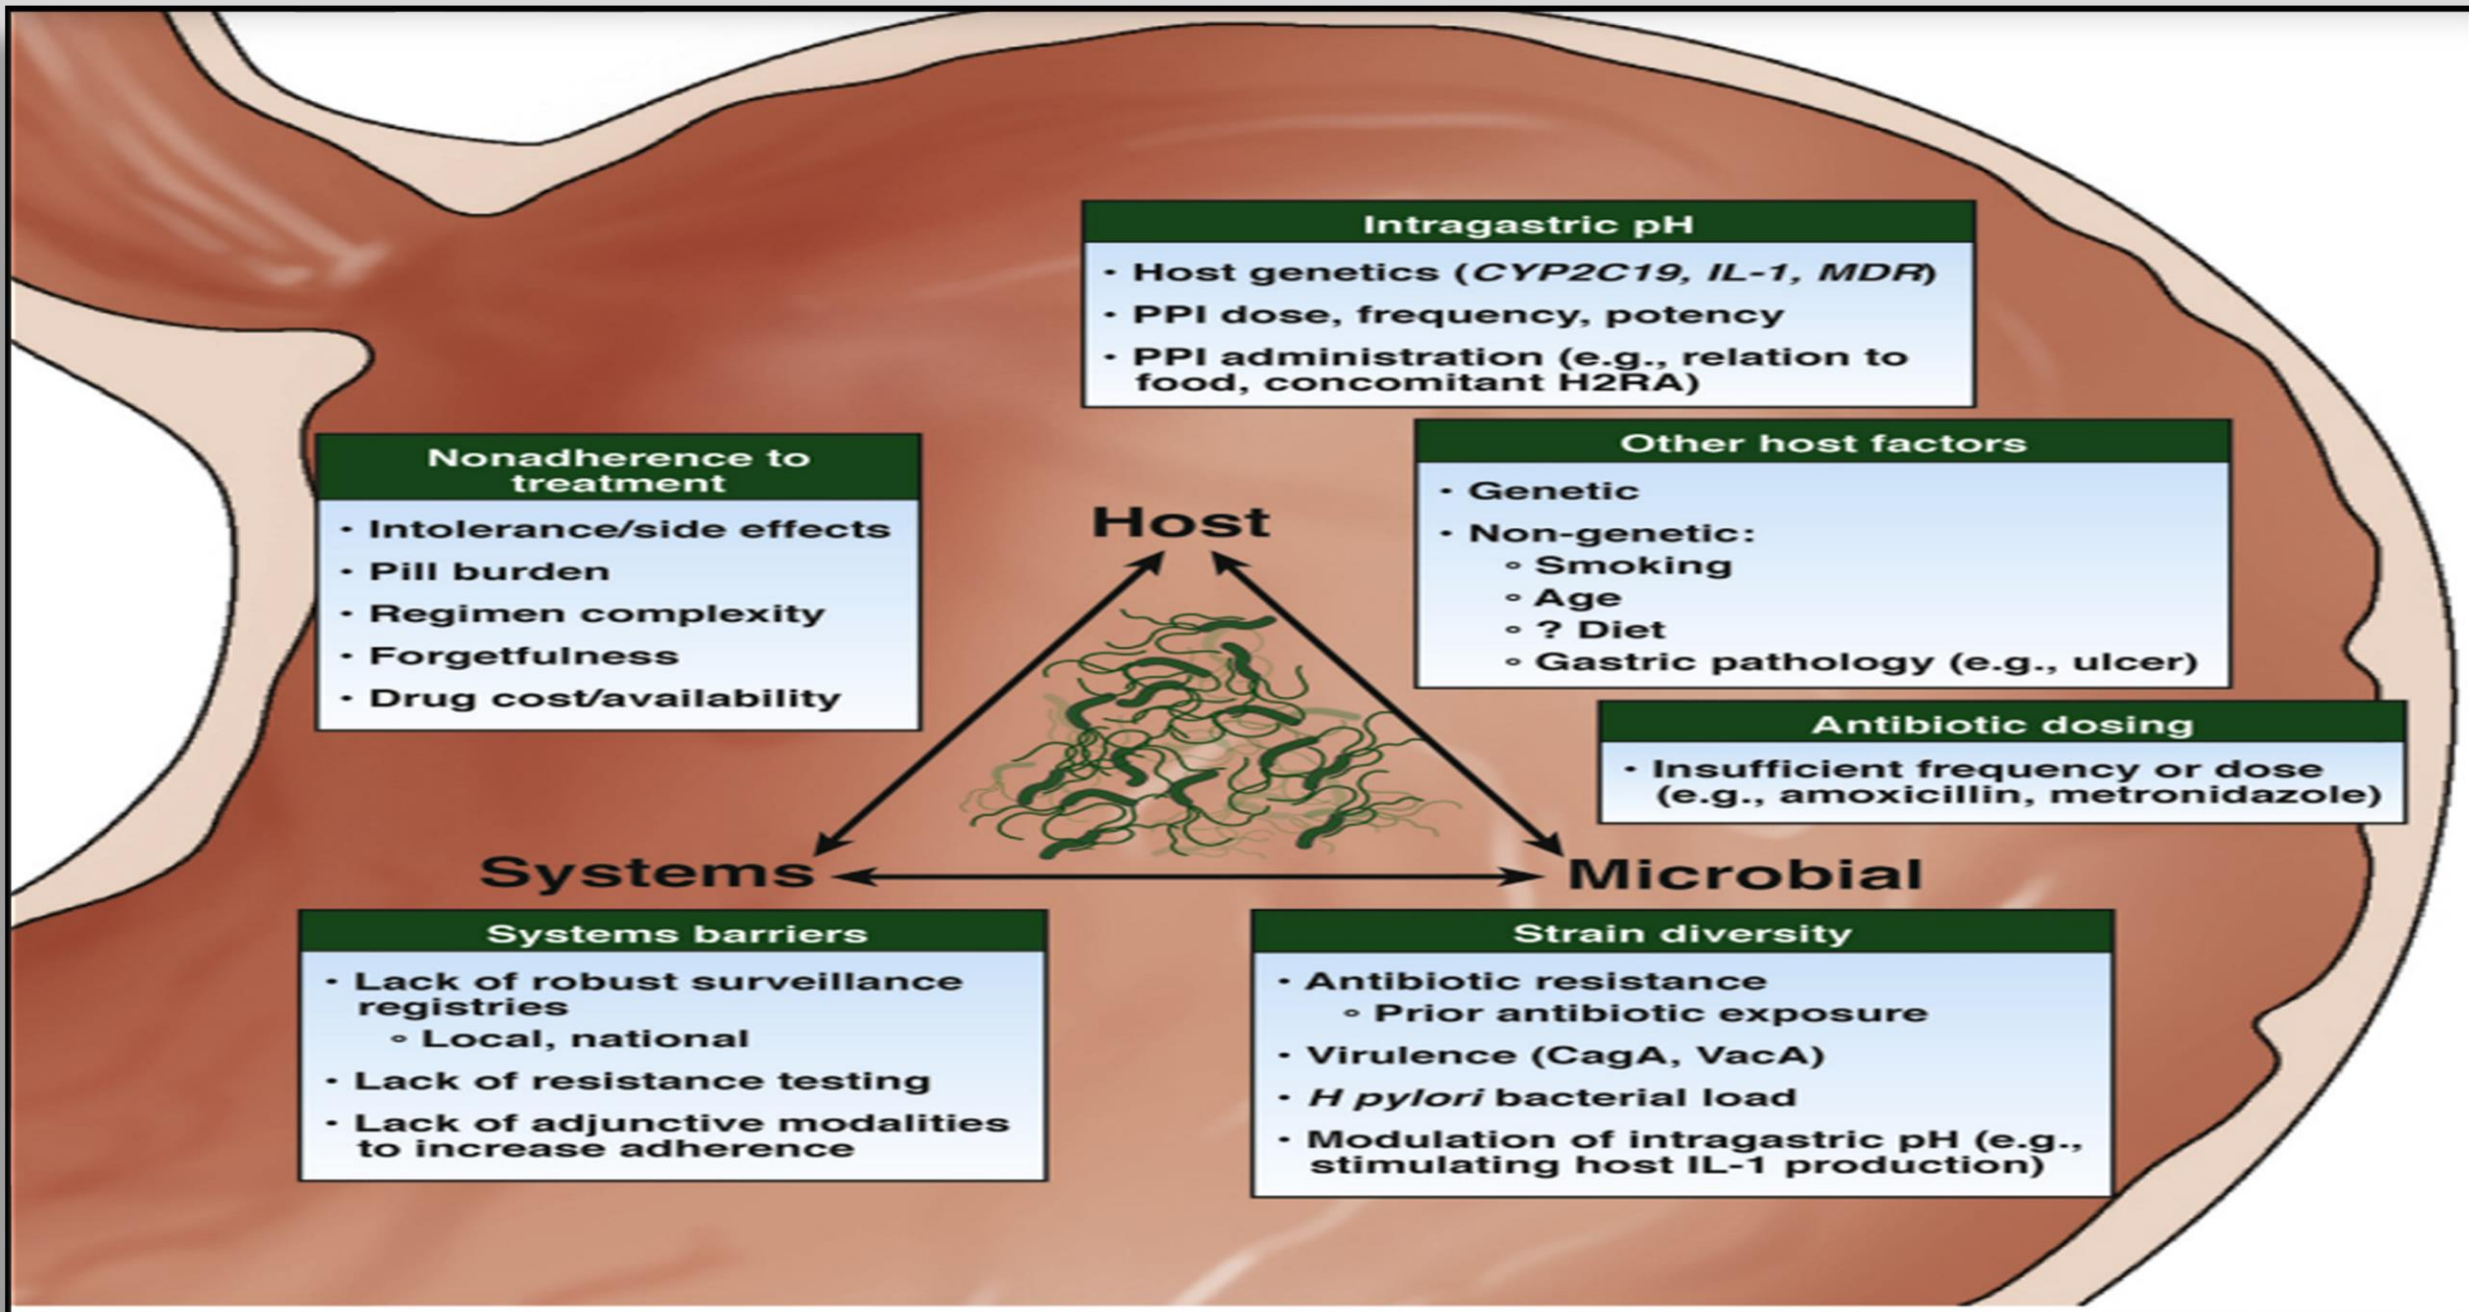 Intragastric pH
• Host genetics (CYP2C19, IL-1, MDR)
• PPI dose, frequency, potency
• PPI administration (e.g., relation to
food, concomitant H2RA)
Nonadherence to
treatment
• Intolerance/side effects
• Pill burden
• Regimen complexity
• Forgetfulness
• Drug cost/availability
Host
Other host factors
• Genetic
• Non-genetic:
◦ Smoking
◦ Age
◦ ? Diet
◦ Gastric pathology (e.g., ulcer)
Antibiotic dosing
• Insufficient frequency or dose
(e.g., amoxicillin, metronidazole)
Systems
Microbial
Systems barriers
• Lack of robust surveillance
registries
◦ Local, national
• Lack of resistance testing
• Lack of adjunctive modalities
to increase adherence
Strain diversity
• Antibiotic resistance
◦ Prior antibiotic exposure
• Virulence (CagA, VacA)
• H pylori bacterial load
• Modulation of intragastric pH (e.g.,
stimulating host IL-1 production)